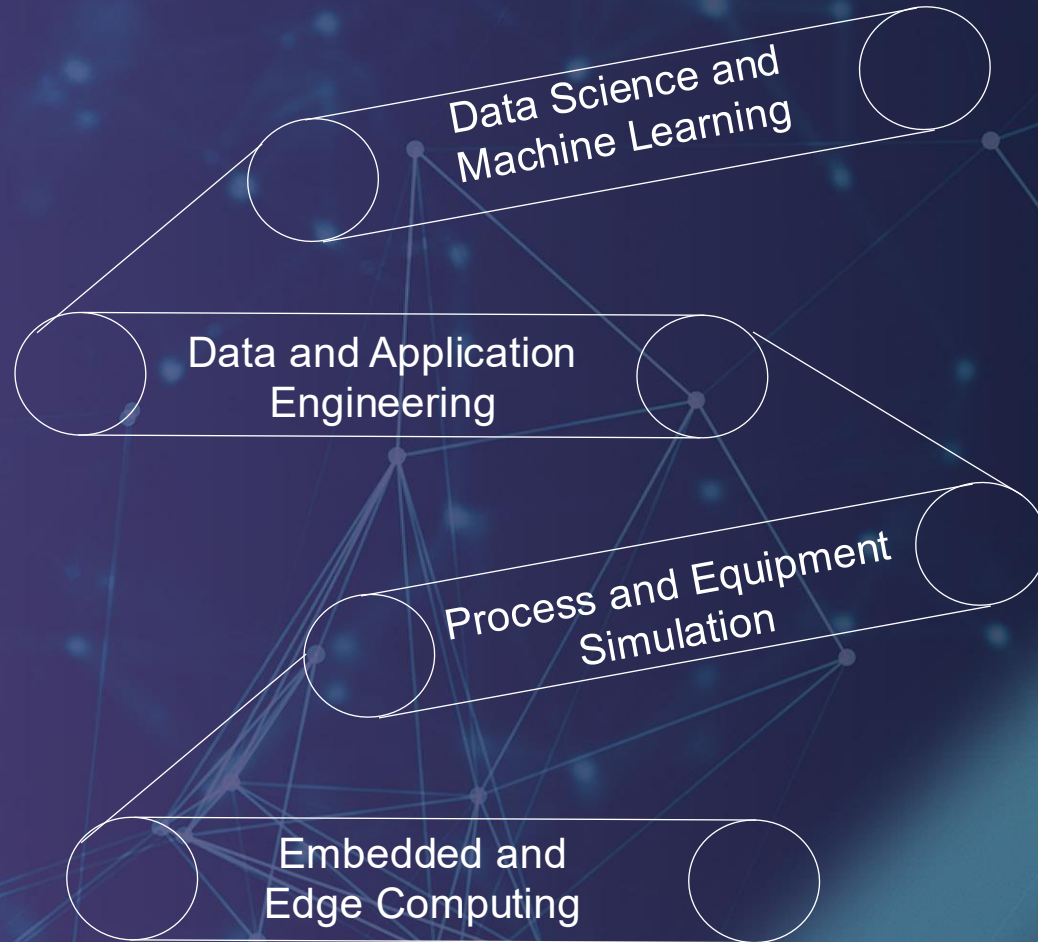 Data Science and
Machine Learning
Data and Application
Engineering
Process and Equipment
Simulation
Embedded and
Edge Computing